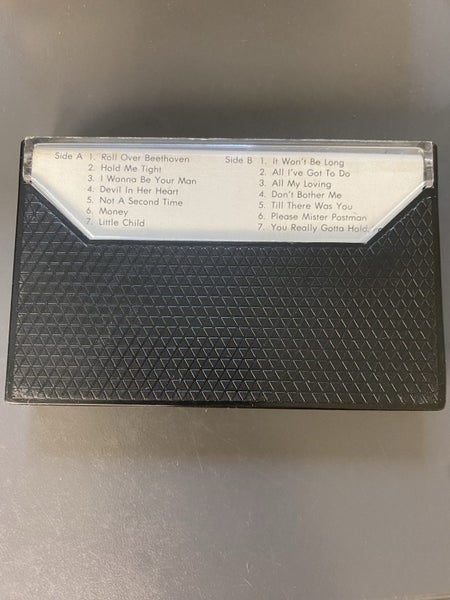 Side A 1. Roll Over Beethoven
2. Hold Me Tight
3. I Wanna Be Your Man
4. Devil In Her Heart
5. Not A Second Time
6. Money
7. Little Child
Side B 1. It Won't Be Long
2. All I've Got To Do
3. All My Loving
4. Don't Bother Me
5. Till There Was You
6. Please Mister Postman
7. You Really Gotta Hold